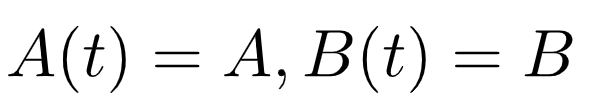 A(t) = A, B(t) = B